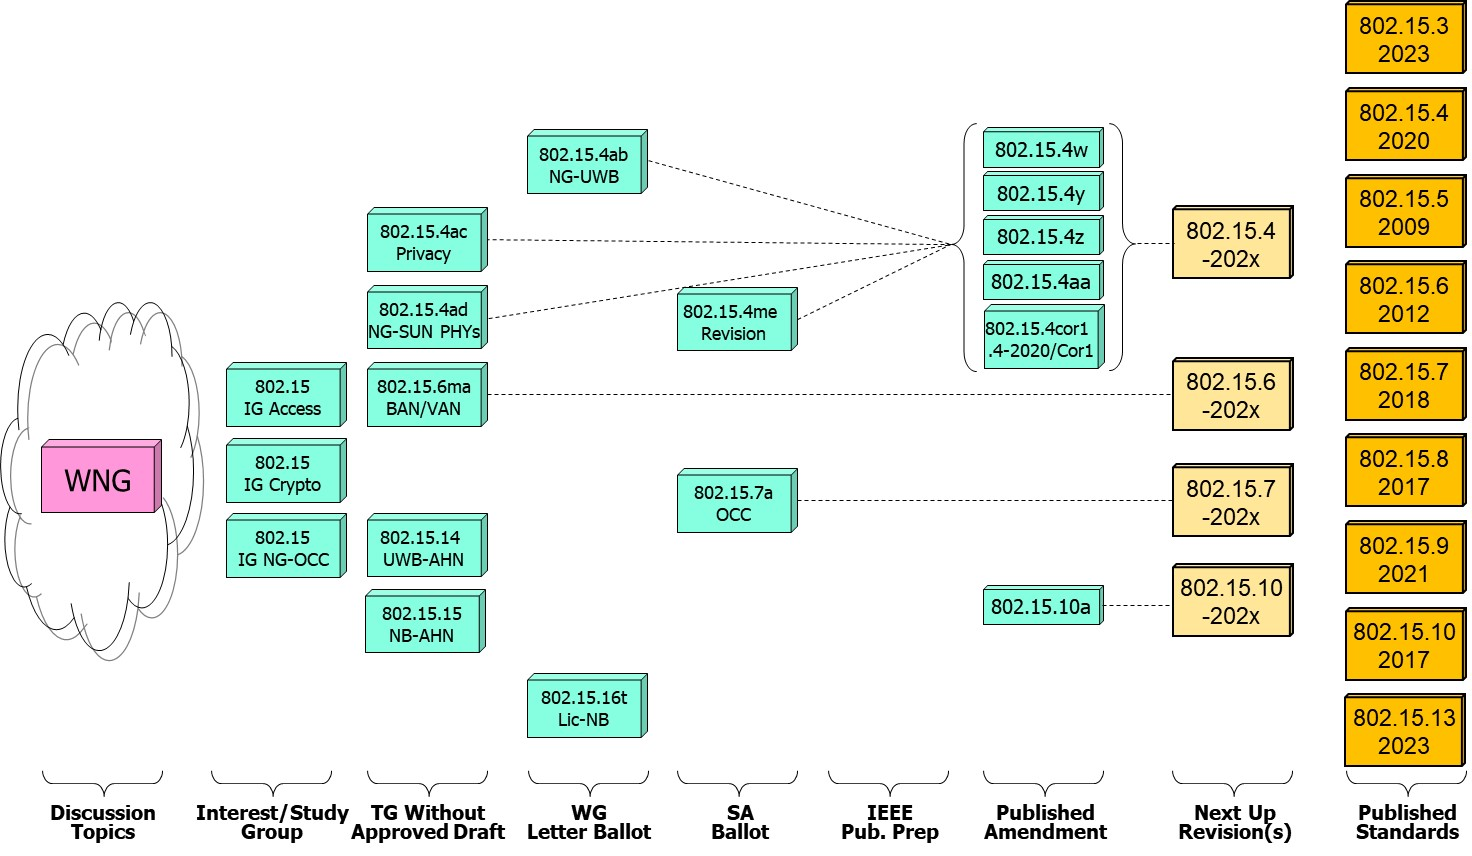 WNG
802.15
IG Access
802.15
IG Crypto
802.15
IG NG-OCC
802.15.4ac
Privacy
802.15.4ad
NG-SUN PHYs
802.15.6ma
BAN/VAN
802.15.14
UWB-AHN
802.15.15
NB-AHN
802.15.4ab
NG-UWB
802.15.16t
Lic-NB
802.15.4me
Revision
802.15.7a
OCC
802.15.4w
802.15.4y
802.15.4z
802.15.4aa
802.15.4cor1
.4-2020/Cor1
802.15.10a
802.15.4
-202x
802.15.6
-202x
802.15.7
-202x
802.15.10
-202x
802.15.3
2023
802.15.4
2020
802.15.5
2009
802.15.6
2012
802.15.7
2018
802.15.8
2017
802.15.9
2021
802.15.10
2017
802.15.13
2023
Discussion
Topics
Interest/Study
Group
TG Without
Approved Draft
WG
Letter Ballot
SA
Ballot
IEEE
Pub. Prep
Published
Amendment
Next Up
Revision(s)
Published
Standards